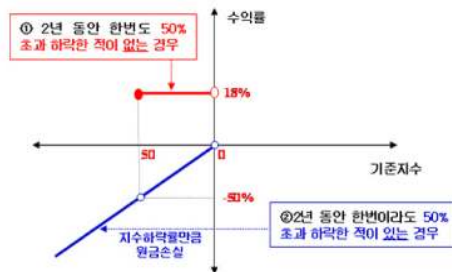 수익률
① 2년 동안 한번도 50%
초과 하락한 적이 없는 경우
15%
50
0
기준지수
-50%
지수하락률만큼
원금손실
②2년 동안 한번이라도 50%
초과 하락한 적이 있는 경우